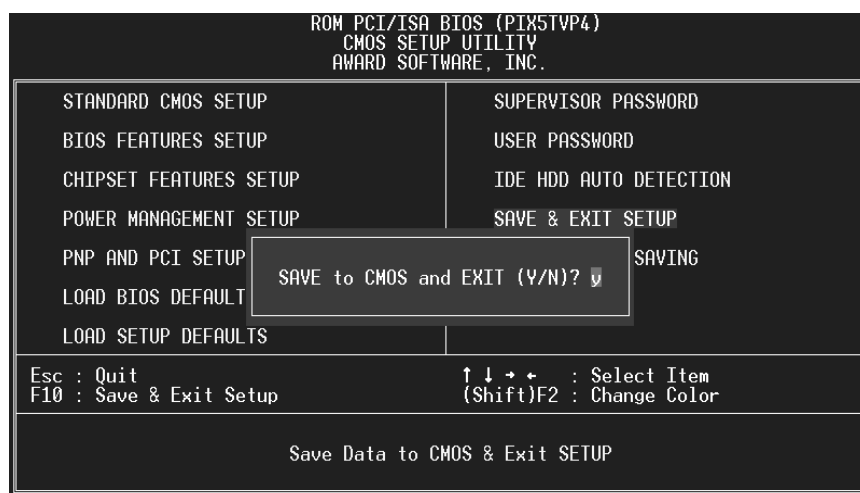 ROM PCI/ISA BIOS (PIX5TVP4)
CMOS SETUP UTILITY
AWARD SOFTWARE, INC.
STANDARD CMOS SETUP
BIOS FEATURES SETUP
CHIPSET FEATURES SETUP
POWER MANAGEMENT SETUP
PNP AND PCI SETUP
LOAD BIOS DEFAULT
LOAD SETUP DEFAULTS
SUPERVISOR PASSWORD
USER PASSWORD
IDE HDD AUTO DETECTION
SAVE & EXIT SETUP
SAVING
SAVE to CMOS and EXIT (Y/N)? y
Esc : Quit
F10 : Save & Exit Setup
↑ ↓ → ← : Select Item
(Shift)F2 : Change Color
Save Data to CMOS & Exit SETUP